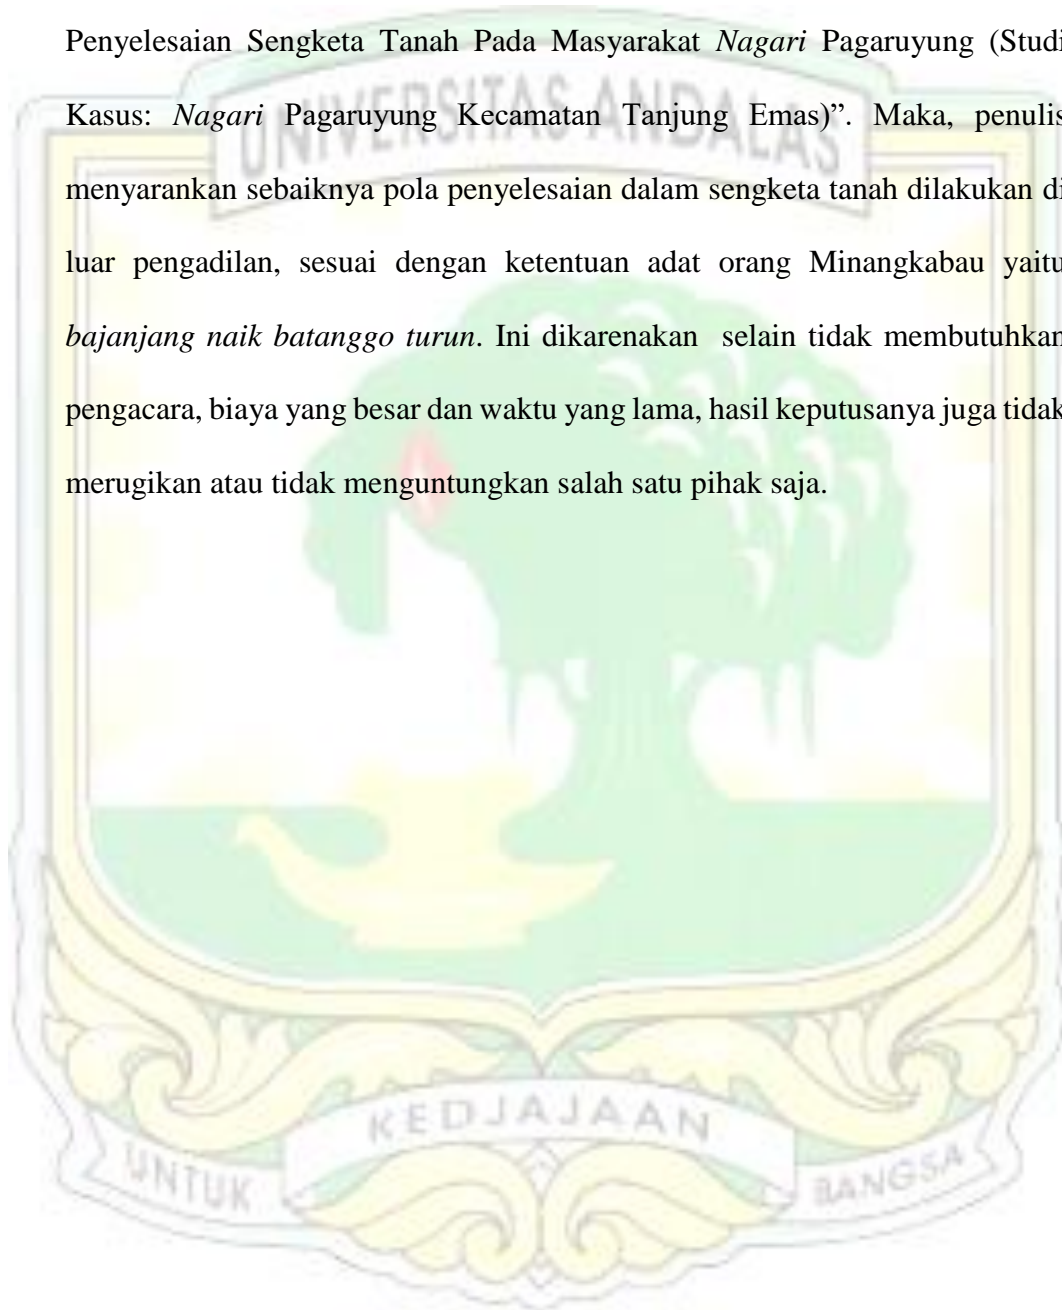 Penyelesaian Sengketa Tanah Pada Masyarakat Nagari Pagaruyung (Studi
Kasus: Nagari Pagaruyung Kecamatan Tanjung Emas)”. Maka, penulis
menyarankan sebaiknya pola penyelesaian dalam sengketa tanah dilakukan di
luar pengadilan, sesuai dengan ketentuan adat orang Minangkabau yaitu
bajanjang naik batanggo turun. Ini dikarenakan selain tidak membutuhkan
pengacara, biaya yang besar dan waktu yang lama, hasil keputusanya juga tidak
merugikan atau tidak menguntungkan salah satu pihak saja.
UNIVERSITAS ANDALAS
UNTUK KEDJAJAAN BANGSA